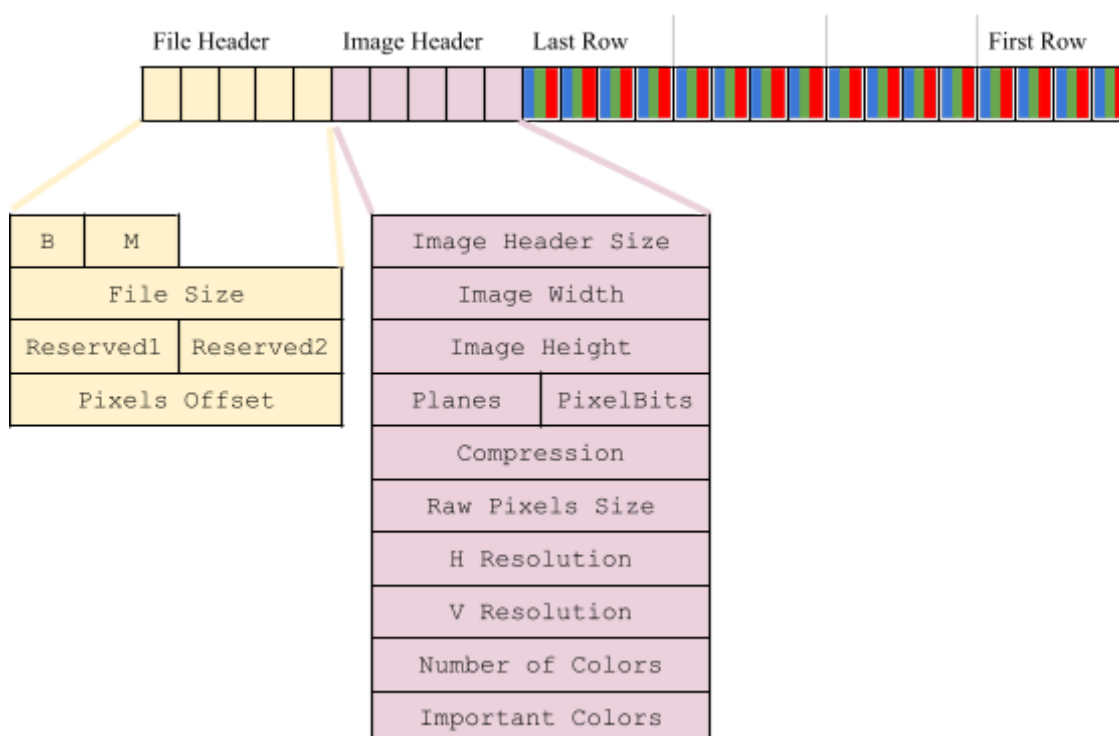 File Header Image Header Last Row First Row
B M
File Size
Reserved1 Reserved2
Pixels Offset
Image Header Size
Image Width
Image Height
Planes PixelBits
Compression
Raw Pixels Size
H Resolution
V Resolution
Number of Colors
Important Colors